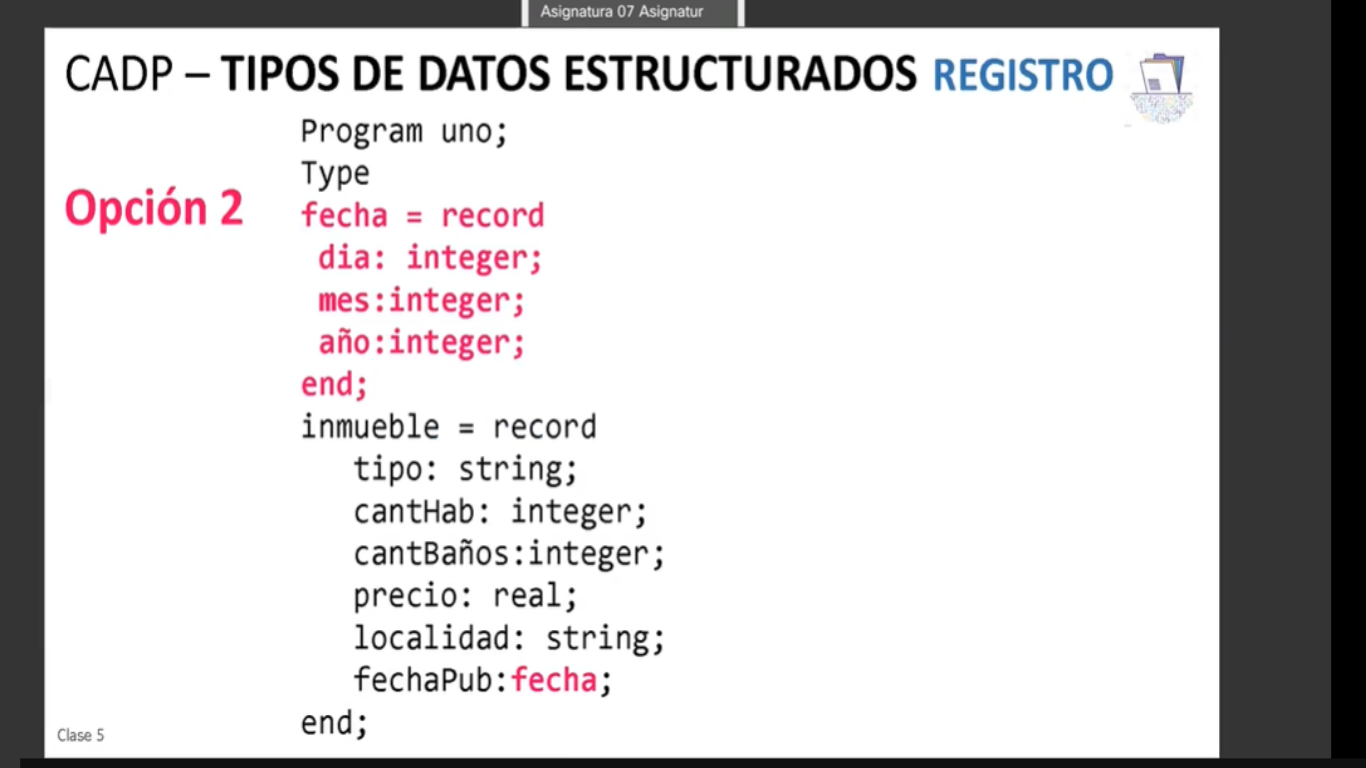 Asignatura 07 Asignatur
CADP – TIPOS DE DATOS ESTRUCTURADOS REGISTRO
Opción 2
Program uno;
Type
fecha = record
dia: integer;
mes:integer;
año:integer;
end;
inmueble = record
tipo: string;
cantHab: integer;
cantBaños:integer;
precio: real;
localidad: string;
fechaPub:fecha;
end;
Clase 5